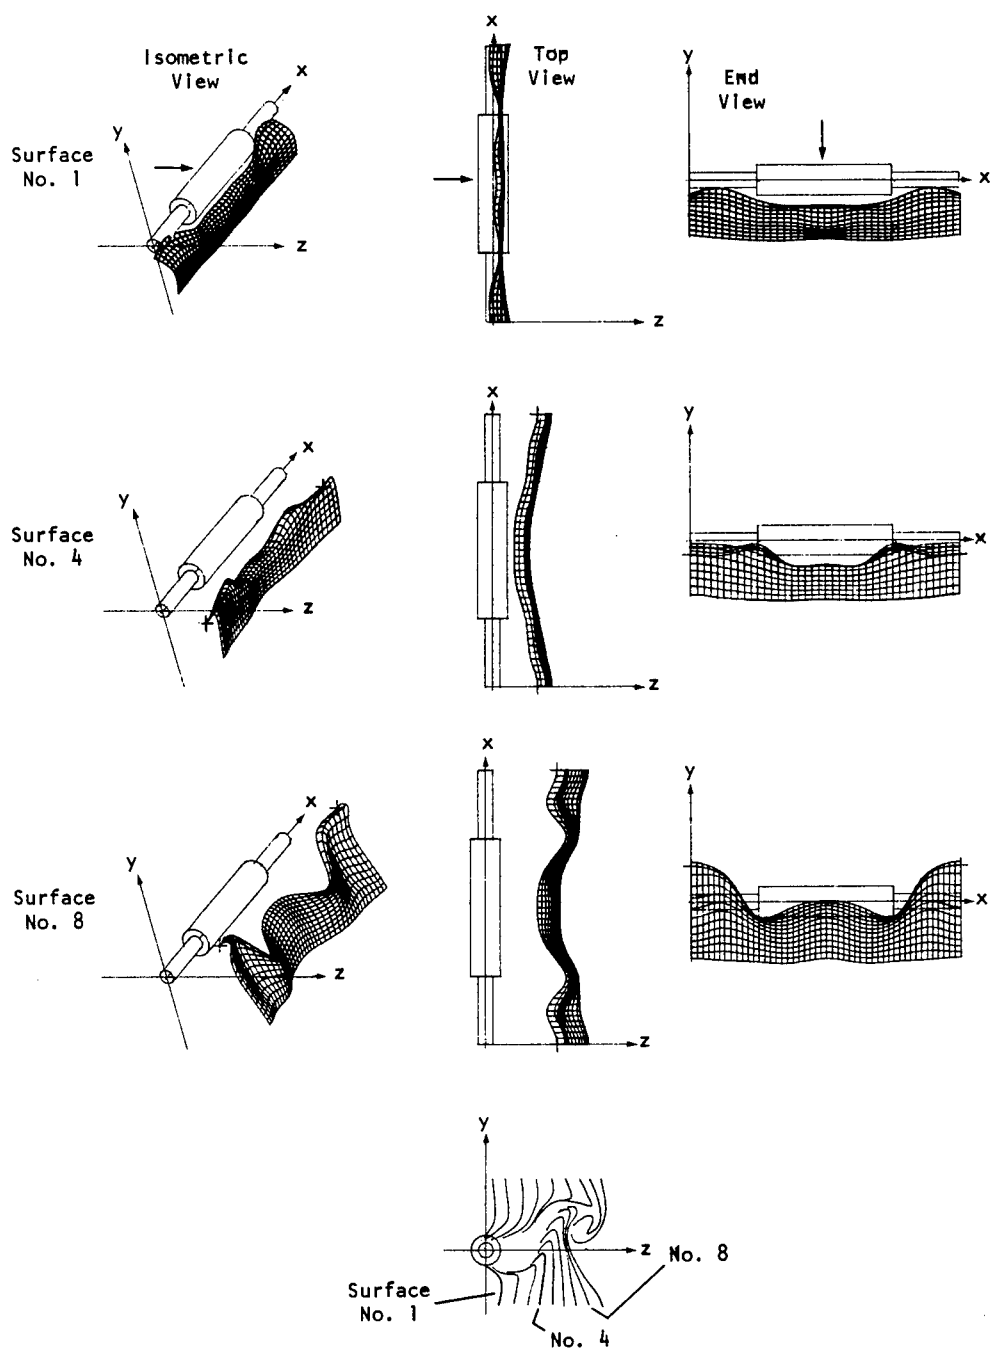 Isometric
View
Top
View
End
View
x
x
y
y
x
z
z
Surface
No. 1
x
x
y
y
x
z
z
Surface
No. 4
x
x
y
y
x
z
z
Surface
No. 8
y
z
No. 8
Surface
No. 1
No. 4